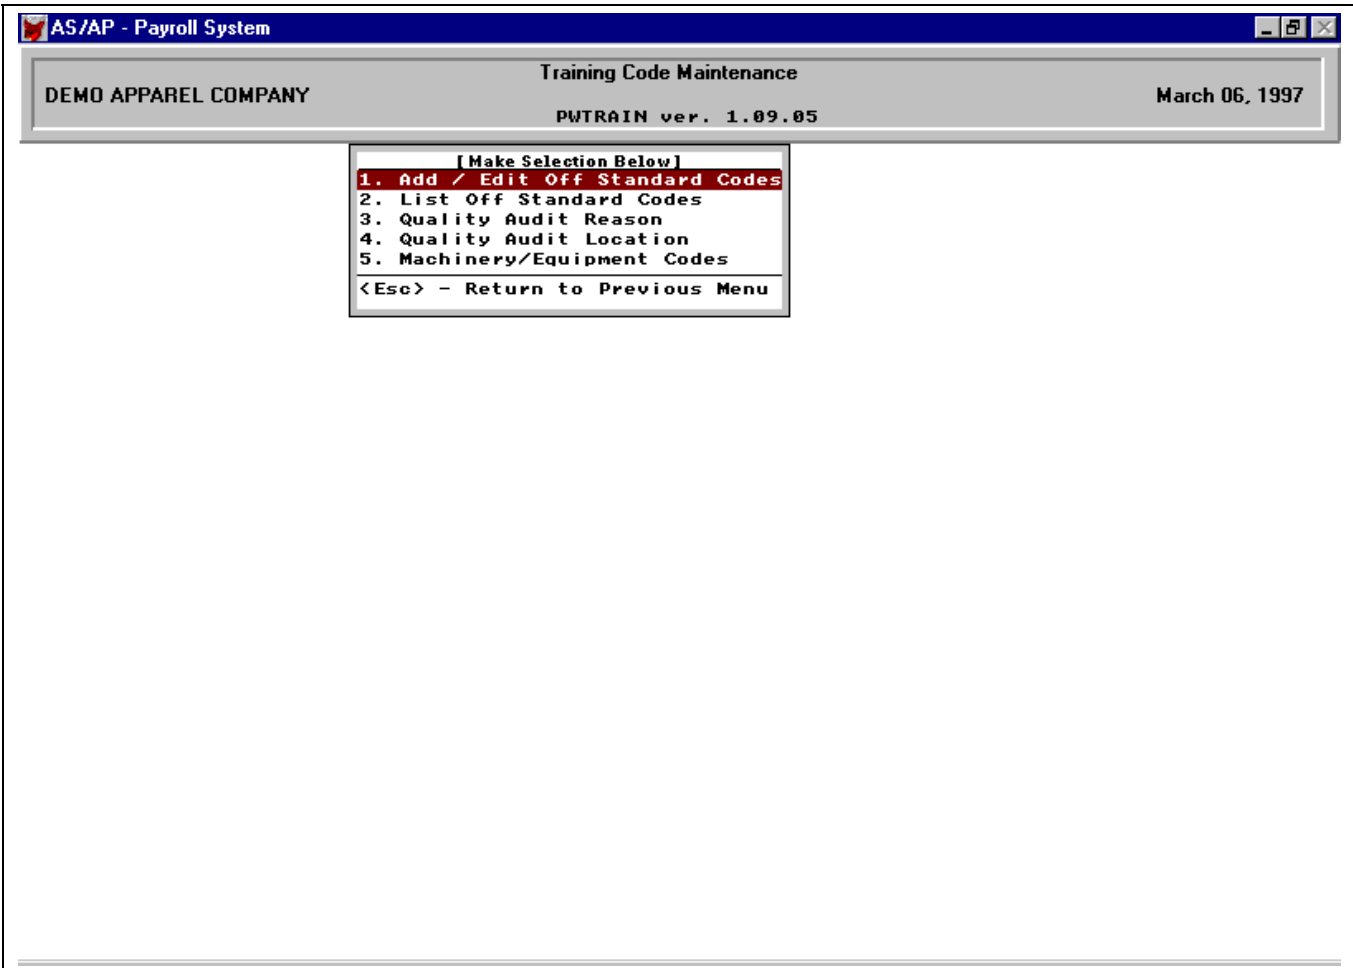 AS/AP - Payroll System
Training Code Maintenance
DEMO APPAREL COMPANY
March 06, 1997
PWTRAIN ver. 1.09.05
[Make Selection Below]
1. Add / Edit Off Standard Codes
2. List Off Standard Codes
3. Quality Audit Reason
4. Quality Audit Location
5. Machinery/Equipment Codes
<Esc> - Return to Previous Menu